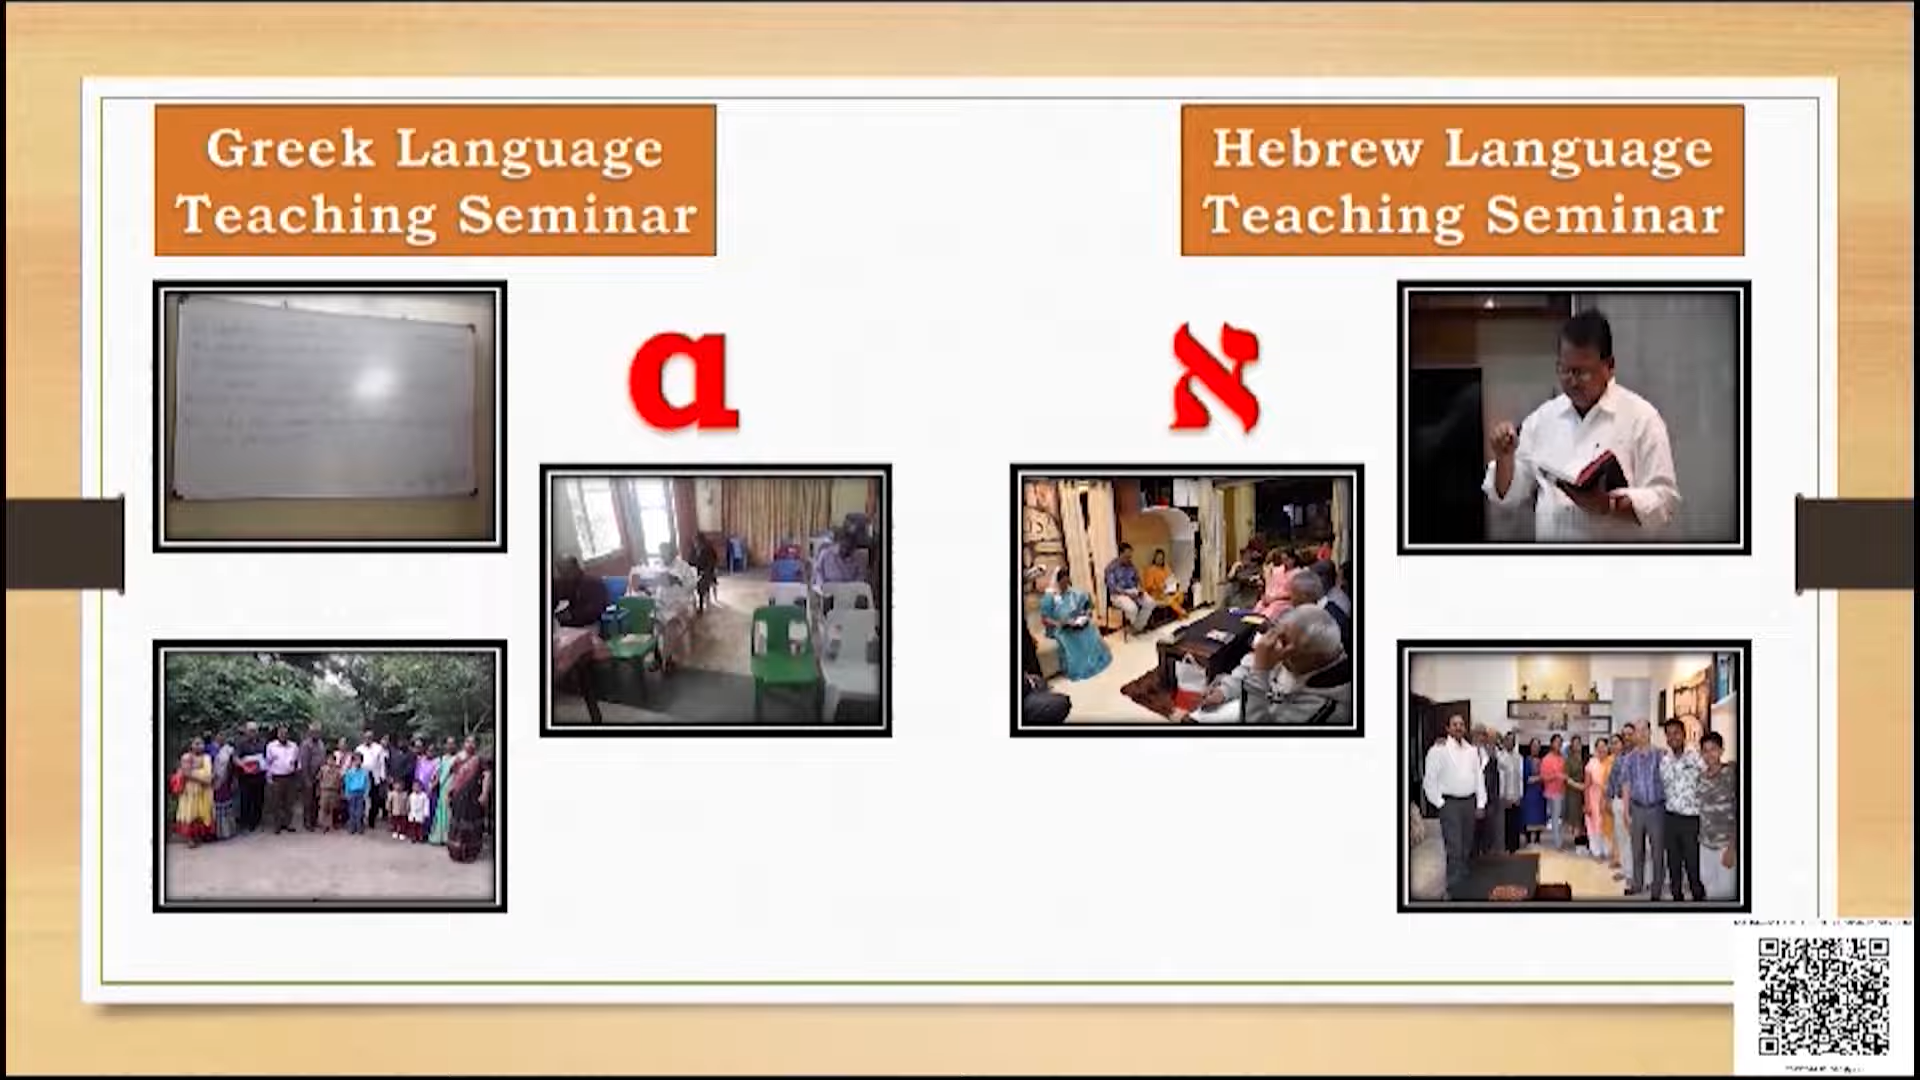 Greek Language
Teaching Seminar
Hebrew Language
Teaching Seminar
α
א